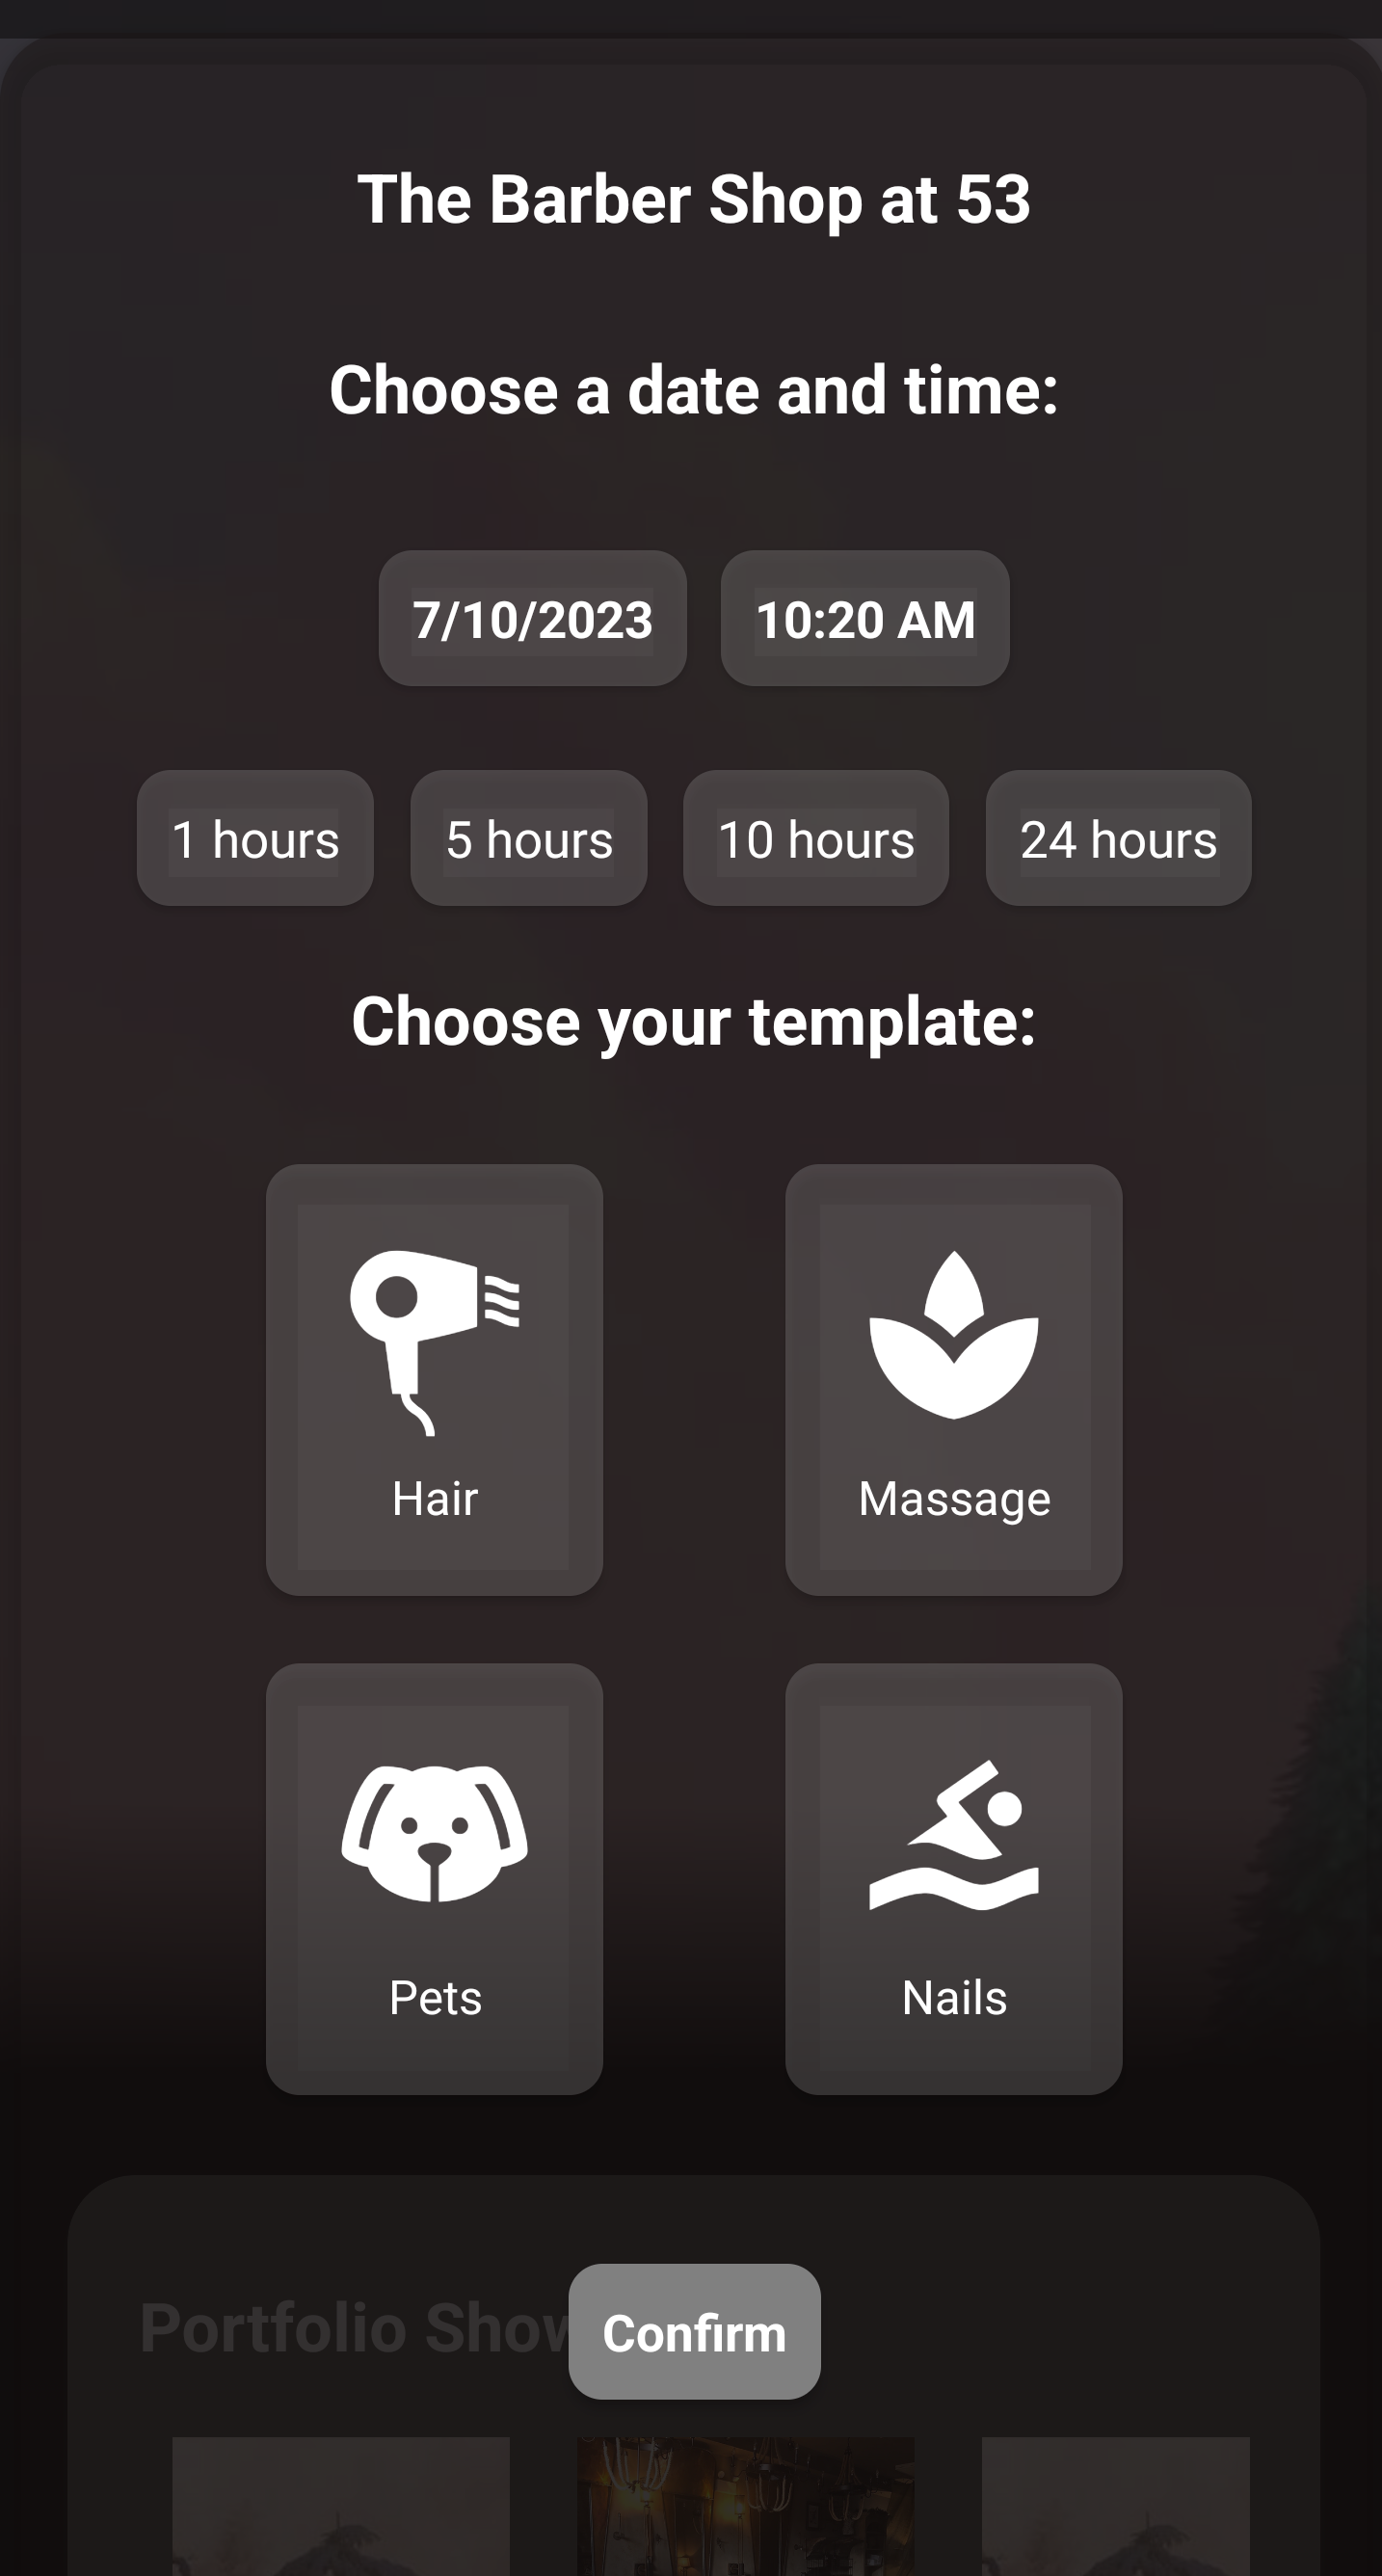 The Barber Shop at 53
Choose a date and time:
7/10/2023 10:20 AM
1 hours 5 hours 10 hours 24 hours
Choose your template:
Hair Massage
Pets Nails
Portfolio Confirm